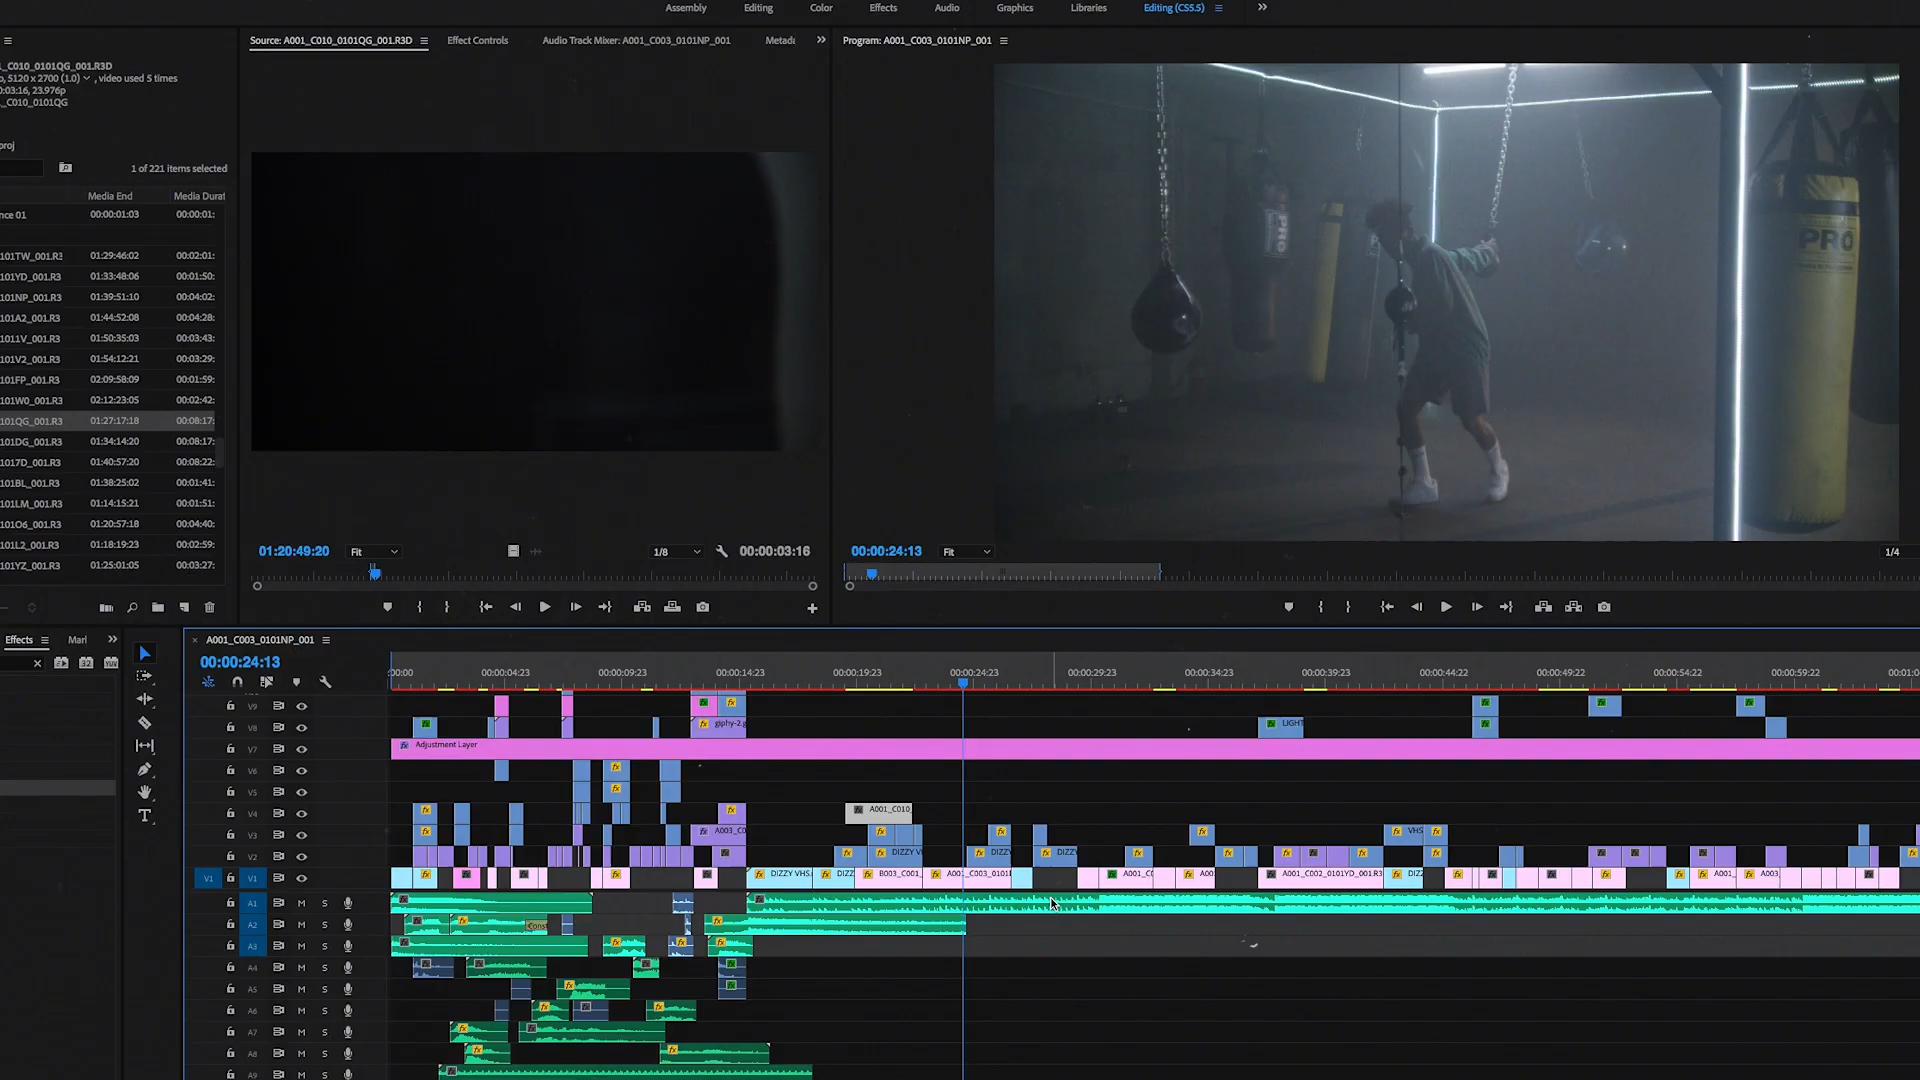 Assembly Editing Color Effects Audio Graphics Libraries Editing (CS5.5)
Source: A001_C010_0101QG_001.R3D Effect Controls Audio Track Mixer: A001_C003_0101NP_001 Metada
Program: A001_C003_0101NP_001
_C010_0101QG_001.R3D
o, 5120 x 2700 (1.0) , video used 5 times
0:03:16, 23.976p
._C010_0101QG
proj
1 of 221 items selected
Media End Media Durat
nce 01 00:00:01:03 00:00:01:
101TW_001.R3 01:29:46:02 00:02:01:
101YD_001.R3 01:33:48:06 00:01:50:
101NP_001.R3 01:39:51:10 00:04:02:
101A2_001.R3 01:44:52:08 00:04:28:
1011V_001.R3 01:50:35:03 00:03:43:
101V2_001.R3 01:54:12:21 00:03:29:
101FP_001.R3 02:09:58:09 00:01:59:
101W0_001.R3 02:12:23:05 00:02:42:
101QG_001.R3 01:27:17:18 00:08:17:
101DG_001.R3 01:34:14:20 00:08:17:
1017D_001.R3 01:40:57:20 00:08:22:
101BL_001.R3 01:38:25:02 00:01:41:
101LM_001.R3 01:14:15:21 00:01:51:
101O6_001.R3 01:20:57:18 00:04:40:
101L2_001.R3 01:18:19:23 00:02:59:
101YZ_001.R3 01:25:01:05 00:03:27:
PRO
PRO
01:20:49:20 Fit 1/8 00:00:03:16
00:00:24:13 Fit 1/4
Effects Marl
32 YUV
A001_C003_0101NP_001
00:00:24:13
:00:00 00:00:04:23 00:00:09:23 00:00:14:23 00:00:19:23 00:00:24:23 00:00:29:23 00:00:34:23 00:00:39:23 00:00:44:22 00:00:49:22 00:00:54:22 00:00:59:22 00:01:0
V9
V8 giphy-2.g LIGHT
V7 Adjustment Layer
V6
V5
V4 A001_C010
V3 A003_C0 VHS
V2 DIZZY V DIZZY DIZZY
V1 V1 DIZZY VHS. DIZZ B003_C001_ A001_C003_0101 A001_C0 A00 A001_C002_0101YD_001.R3 DIZ A001_ A003_
A1 M S
A2 M S Const
A3 M S
A4 M S
A5 M S
A6 M S
A7 M S
A8 M S
A9 M S